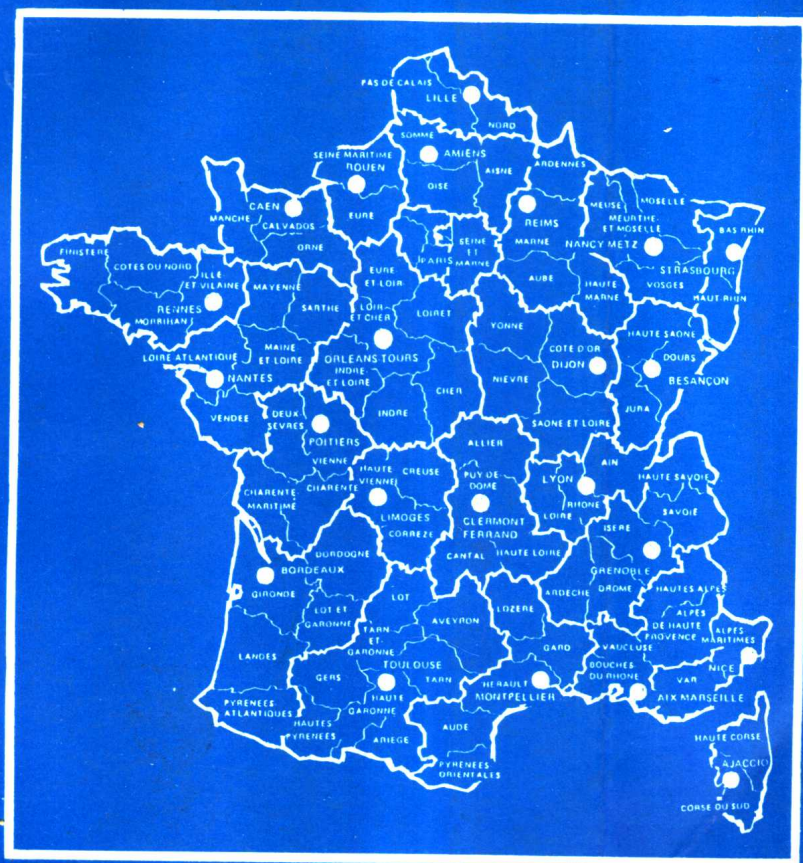 PAS DE CALAIS
LILLE
NORD
SOMME
AMIENS
SEINE MARITIME
ROUEN
AISNE
ARDENNES
OISE
CAEN
MANCHE
CALVADOS
ORNE
EURE
REIMS
MARNE
MEUSE
MOSELLE
MEURTHE
ET MOSELLE
NANCY METZ
BAS RHIN
STRASBOURG
VOSGES
HAUT-RHIN
PARIS
SEINE
ET
MARNE
AUBE
HAUTE
MARNE
FINISTERE
COTES DU NORD
ILLE
ET VILAINE
RENNES
MORBIHAN
MAYENNE
SARTHE
EURE
ET LOIR
LOIR
ET CHER
LOIRET
YONNE
COTE D'OR
DIJON
HAUTE SAONE
DOUBS
BESANÇON
LOIRE ATLANTIQUE
NANTES
MAINE
ET LOIRE
ORLEANS TOURS
INDRE
ET LOIRE
CHER
NIEVRE
SAONE ET LOIRE
JURA
VENDEE
DEUX
SEVRES
POITIERS
VIENNE
INDRE
ALLIER
CHARENTE
MARITIME
CHARENTE
HAUTE
VIENNE
CREUSE
LIMOGES
CORREZE
PUY DE
DOME
CLERMONT
FERRAND
CANTAL
HAUTE LOIRE
LYON
AIN
RHONE
LOIRE
HAUTE SAVOIE
SAVOIE
ISERE
GRENOBLE
DORDOGNE
BORDEAUX
GIRONDE
LOT ET
GARONNE
LOT
AVEYRON
LOZERE
ARDECHE
DROME
HAUTES ALPES
ALPES
DE HAUTE
PROVENCE
ALPES
MARITIMES
NICE
LANDES
TARN
ET
GARONNE
TOULOUSE
GERS
HAUTE
GARONNE
TARN
GARD
VAUCLUSE
BOUCHES
DU RHONE
VAR
AIX MARSEILLE
HERAULT
MONTPELLIER
PYRENEES
ATLANTIQUES
HAUTES
PYRENEES
ARIEGE
AUDE
PYRENEES
ORIENTALES
HAUTE CORSE
AJACCIO
CORSE DU SUD